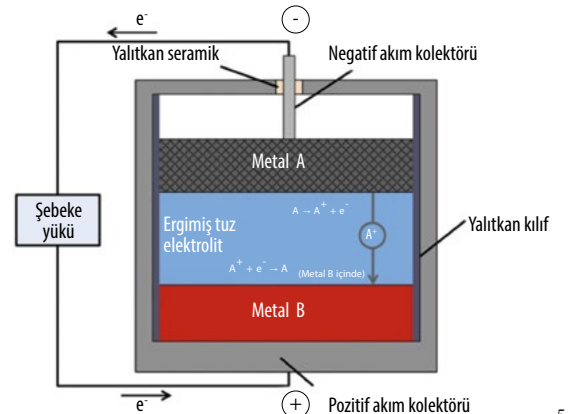 e⁻
-
Yalıtkan seramik
Negatif akım kolektörü
Metal A
Şebeke
yükü
Ergimiş tuz
elektrolit
A → A⁺ + e⁻
A⁺
A⁺ + e⁻ → A
(Metal B içinde)
Yalıtkan kılıf
Metal B
e⁻
+
Pozitif akım kolektörü